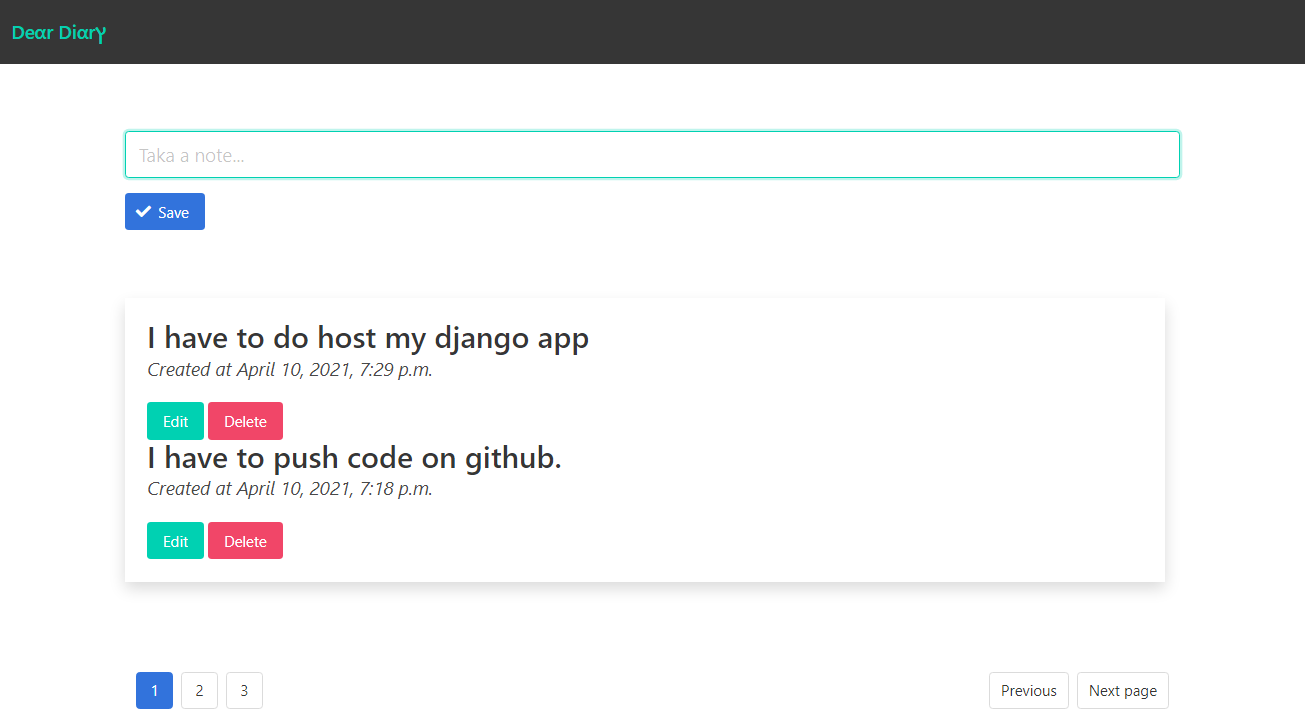 Dear Diary
Taka a note...
Save
I have to do host my django app
Created at April 10, 2021, 7:29 p.m.
Edit Delete
I have to push code on github.
Created at April 10, 2021, 7:18 p.m.
Edit Delete
1 2 3 Previous Next page